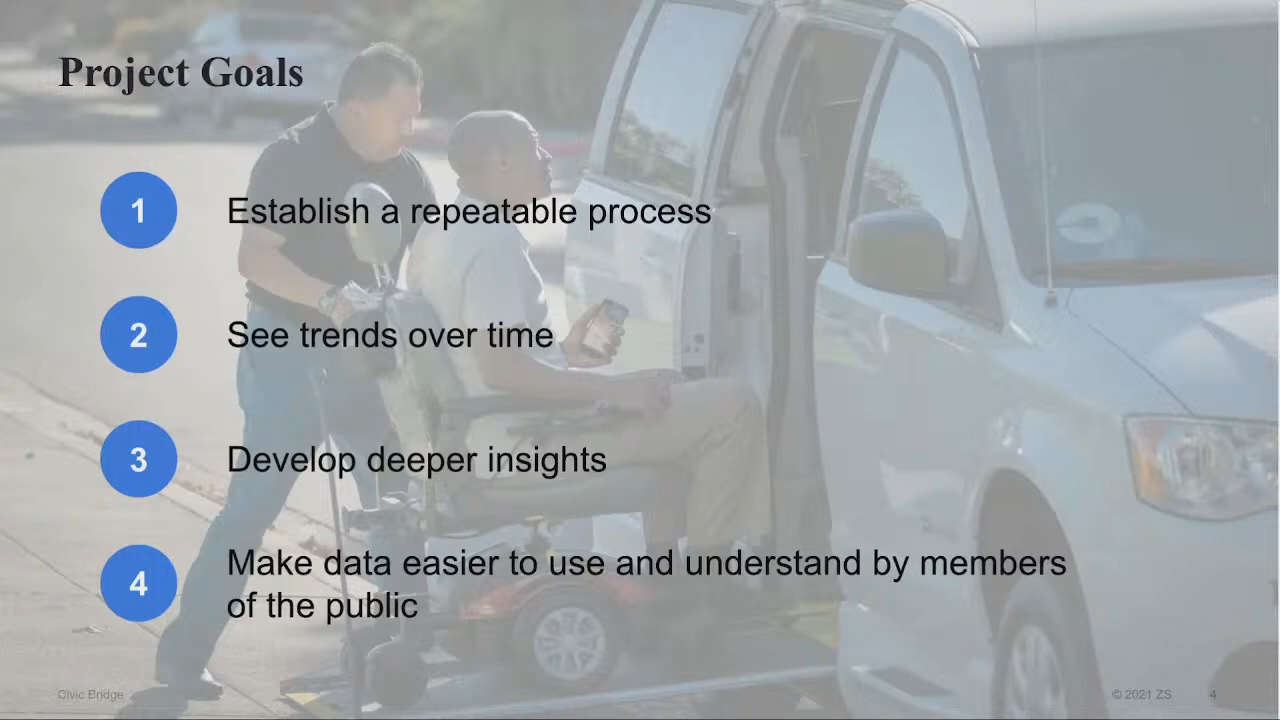 Project Goals
1
Establish a repeatable process
2
See trends over time
3
Develop deeper insights
4
Make data easier to use and understand by members
of the public
Civic Bridge
© 2021 ZS
4